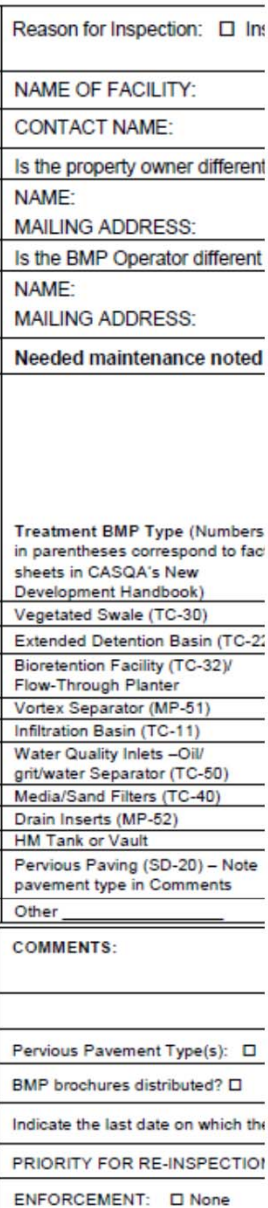 Reason for Inspection: ☐ Ins
NAME OF FACILITY:
CONTACT NAME:
Is the property owner different
NAME:
MAILING ADDRESS:
Is the BMP Operator different
NAME:
MAILING ADDRESS:
Needed maintenance noted
Treatment BMP Type (Numbers
in parentheses correspond to fac
sheets in CASQA's New
Development Handbook)
Vegetated Swale (TC-30)
Extended Detention Basin (TC-22
Bioretention Facility (TC-32)/
Flow-Through Planter
Vortex Separator (MP-51)
Infiltration Basin (TC-11)
Water Quality Inlets –Oil/
grit/water Separator (TC-50)
Media/Sand Filters (TC-40)
Drain Inserts (MP-52)
HM Tank or Vault
Pervious Paving (SD-20) – Note
pavement type in Comments
Other ____________________
COMMENTS:
Pervious Pavement Type(s): ☐
BMP brochures distributed? ☐
Indicate the last date on which the
PRIORITY FOR RE-INSPECTION
ENFORCEMENT: ☐ None